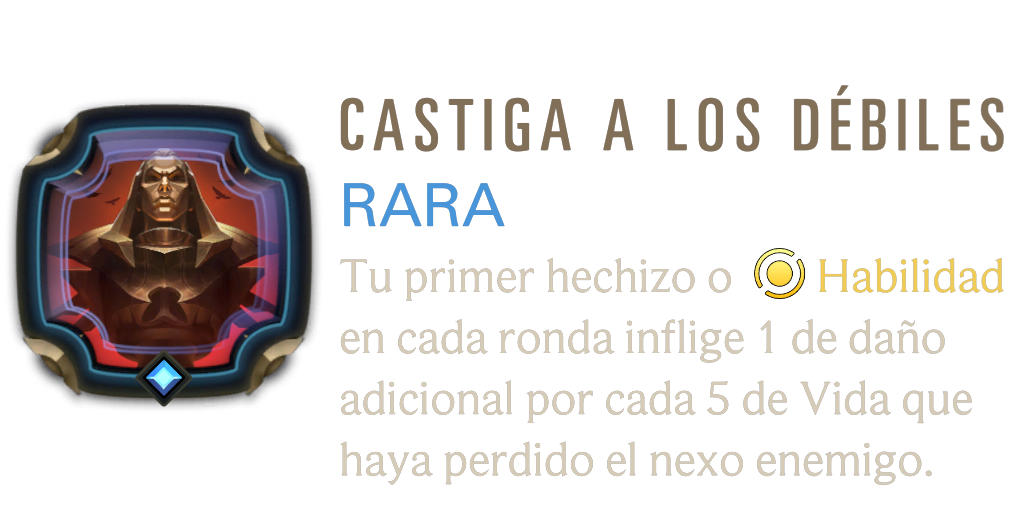 CASTIGA A LOS DÉBILES
RARA
Tu primer hechizo o Habilidad
en cada ronda inflige 1 de daño
adicional por cada 5 de Vida que
haya perdido el nexo enemigo.